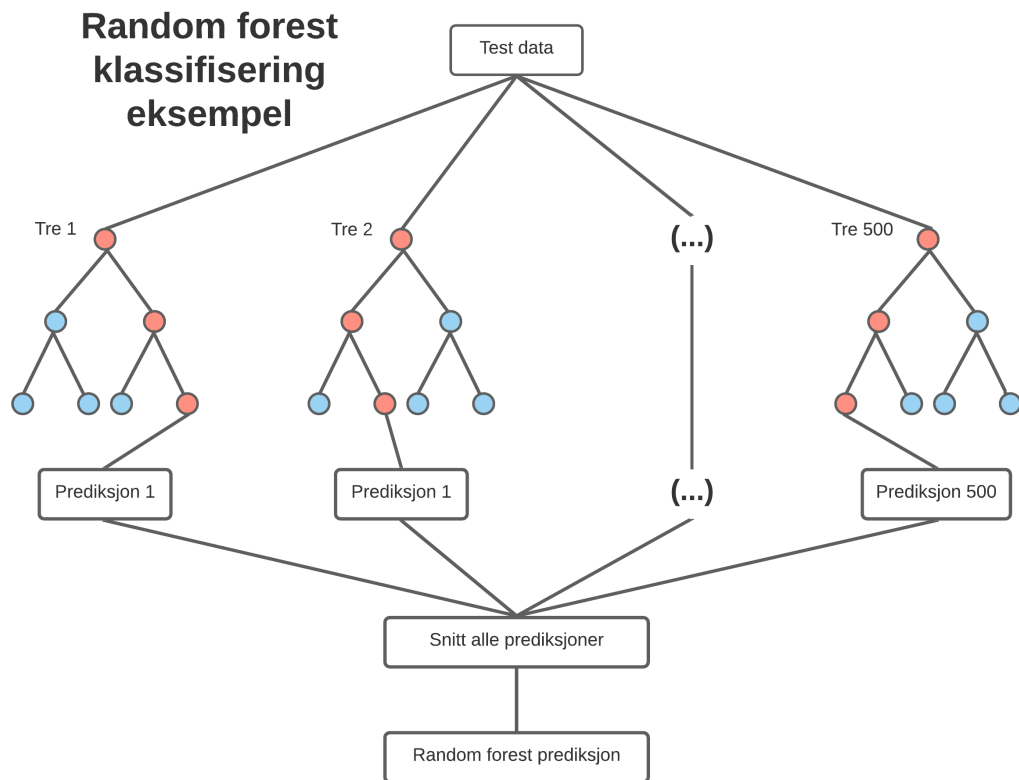 Random forest
klassifisering
eksempel
Test data
Tre 1
Tre 2
(...)
Tre 500
Prediksjon 1
Prediksjon 1
(...)
Prediksjon 500
Snitt alle prediksjoner
Random forest prediksjon